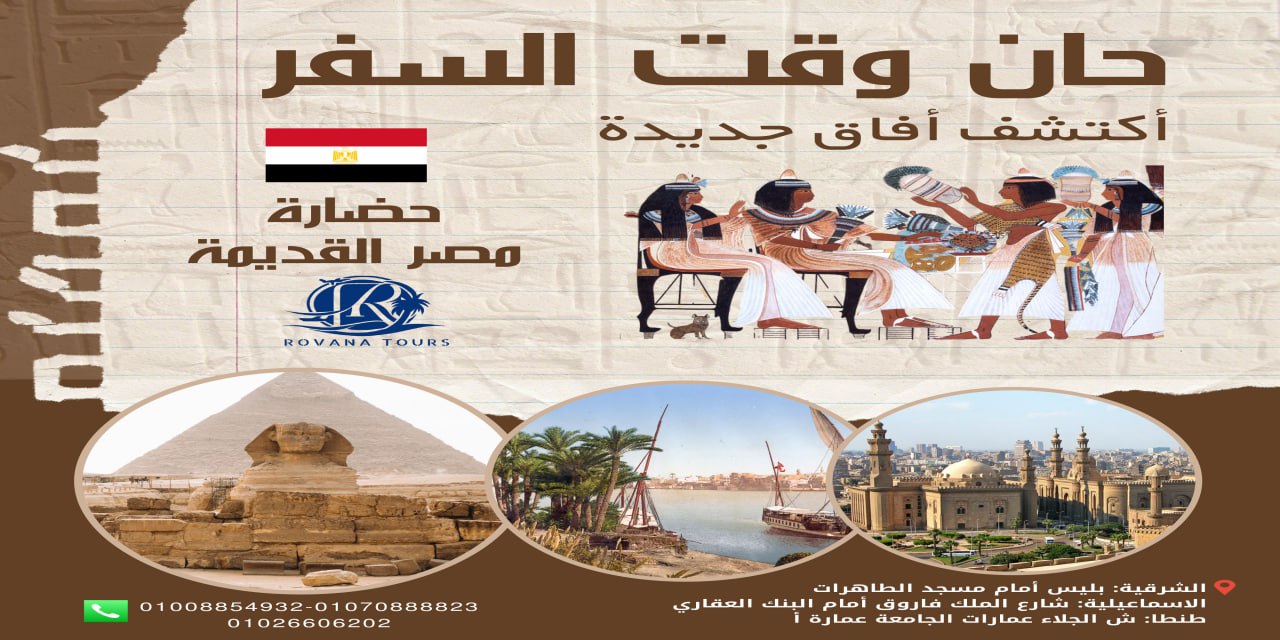 حان وقت السفر
أكتشف أفاق جديدة
حضارة
مصر القديمة
R
ROVANA TOURS
الشرقية: بليس أمام مسجد الطاهرات
الاسماعيلية: شارع الملك فاروق أمام البنك العقاري
طنطا: ش الجلاء عمارات الجامعة عمارة أ
01008854932-01070888823
01026606202